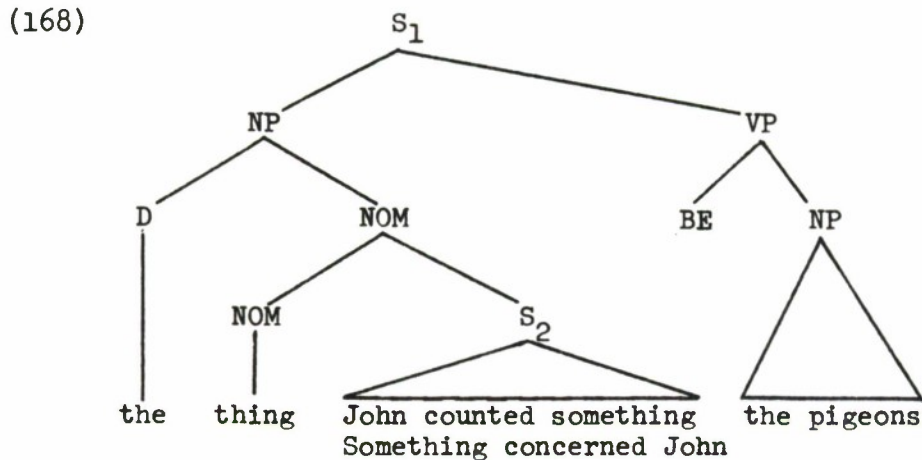 (168)
S1
NP VP
D NOM BE NP
NOM S2
the thing John counted something the pigeons
Something concerned John